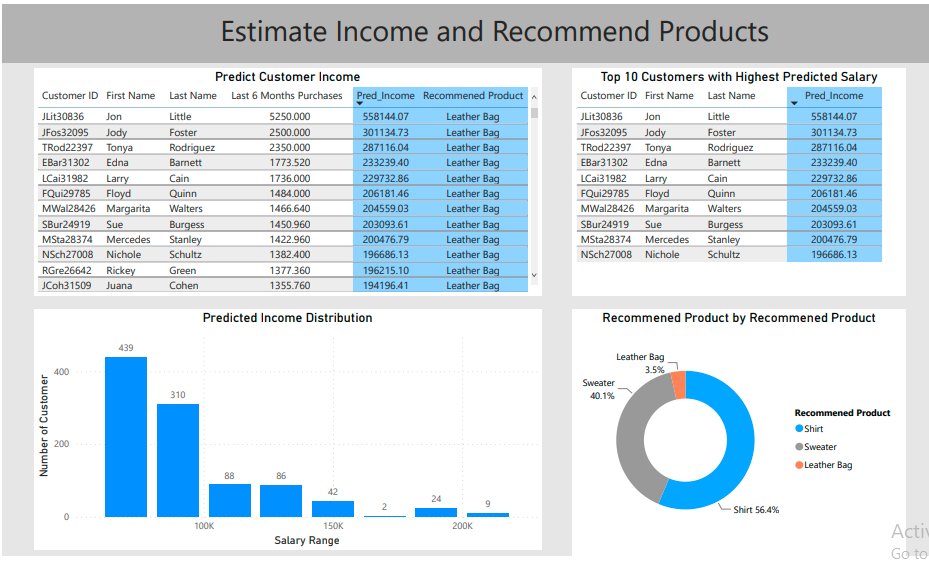 Estimate Income and Recommend Products
Predict Customer Income
Customer ID First Name Last Name Last 6 Months Purchases Pred_Income Recommened Product
JLit30836 Jon Little 5250.000 558144.07 Leather Bag
JFos32095 Jody Foster 2500.000 301134.73 Leather Bag
TRod22397 Tonya Rodriguez 2350.000 287116.04 Leather Bag
EBar31302 Edna Barnett 1773.520 233239.40 Leather Bag
LCai31982 Larry Cain 1736.000 229732.86 Leather Bag
FQui29785 Floyd Quinn 1484.000 206181.46 Leather Bag
MWal28426 Margarita Walters 1466.640 204559.03 Leather Bag
SBur24919 Sue Burgess 1450.960 203093.61 Leather Bag
MSta28374 Mercedes Stanley 1422.960 200476.79 Leather Bag
NSch27008 Nichole Schultz 1382.400 196686.13 Leather Bag
RGre26642 Rickey Green 1377.360 196215.10 Leather Bag
JCoh31509 Juana Cohen 1355.760 194196.41 Leather Bag
Top 10 Customers with Highest Predicted Salary
Customer ID First Name Last Name Pred_Income
JLit30836 Jon Little 558144.07
JFos32095 Jody Foster 301134.73
TRod22397 Tonya Rodriguez 287116.04
EBar31302 Edna Barnett 233239.40
LCai31982 Larry Cain 229732.86
FQui29785 Floyd Quinn 206181.46
MWal28426 Margarita Walters 204559.03
SBur24919 Sue Burgess 203093.61
MSta28374 Mercedes Stanley 200476.79
NSch27008 Nichole Schultz 196686.13
Predicted Income Distribution
Number of Customer
400
200
0
439
310
88
86
42
2
24
9
100K 150K 200K
Salary Range
Recommened Product by Recommened Product
Leather Bag
3.5%
Sweater
40.1%
Shirt 56.4%
Recommened Product
Shirt
Sweater
Leather Bag
Activ
Go to